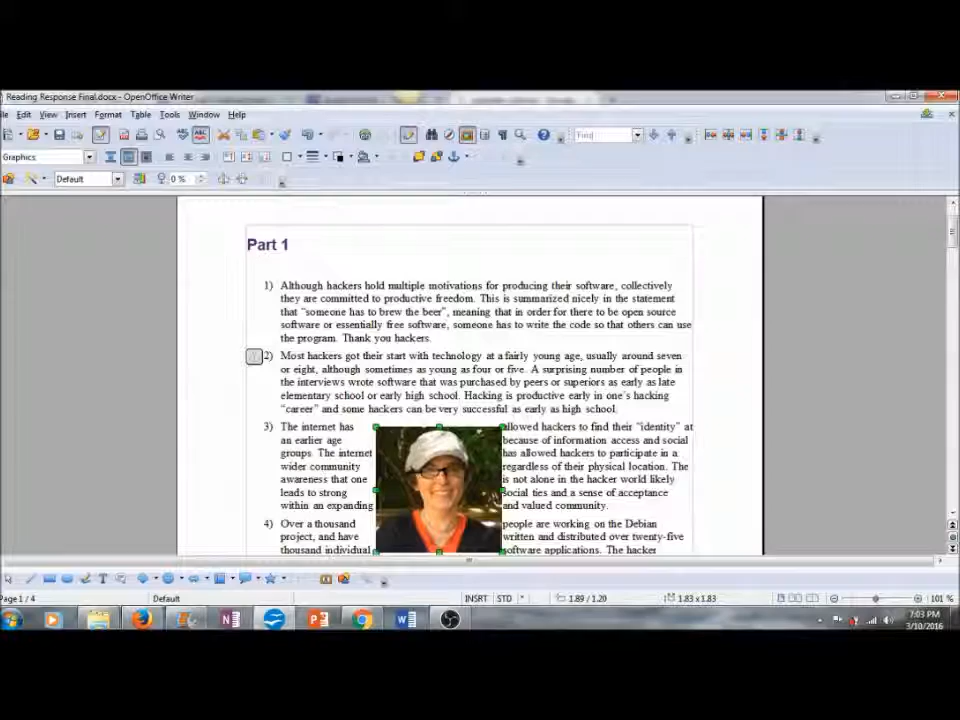 Reading Response Final.docx - OpenOffice Writer
Edit View Insert Format Table Tools Window Help
Find
Graphics
Default 0 %
Part 1
1) Although hackers hold multiple motivations for producing their software, collectively
they are committed to productive freedom. This is summarized nicely in the statement
that “someone has to brew the beer”, meaning that in order for there to be open source
software or essentially free software, someone has to write the code so that others can use
the program. Thank you hackers.
2) Most hackers got their start with technology at a fairly young age, usually around seven
or eight, although sometimes as young as four or five. A surprising number of people in
the interviews wrote software that was purchased by peers or superiors as early as late
elementary school or early high school. Hacking is productive early in one’s hacking
“career” and some hackers can be very successful as early as high school.
3) The internet has allowed hackers to find their “identity” at
an earlier age because of information access and social
groups. The internet has allowed hackers to participate in a
wider community regardless of their physical location. The
awareness that one is not alone in the hacker world likely
leads to strong social ties and a sense of acceptance
within an expanding and valued community.
4) Over a thousand people are working on the Debian
project, and have written and distributed over twenty-five
thousand individual software applications. The hacker
Page 1 / 4 Default INSRT STD * 1.89 / 1.20 1.83 x 1.83 101 %
7:03 PM
3/10/2016